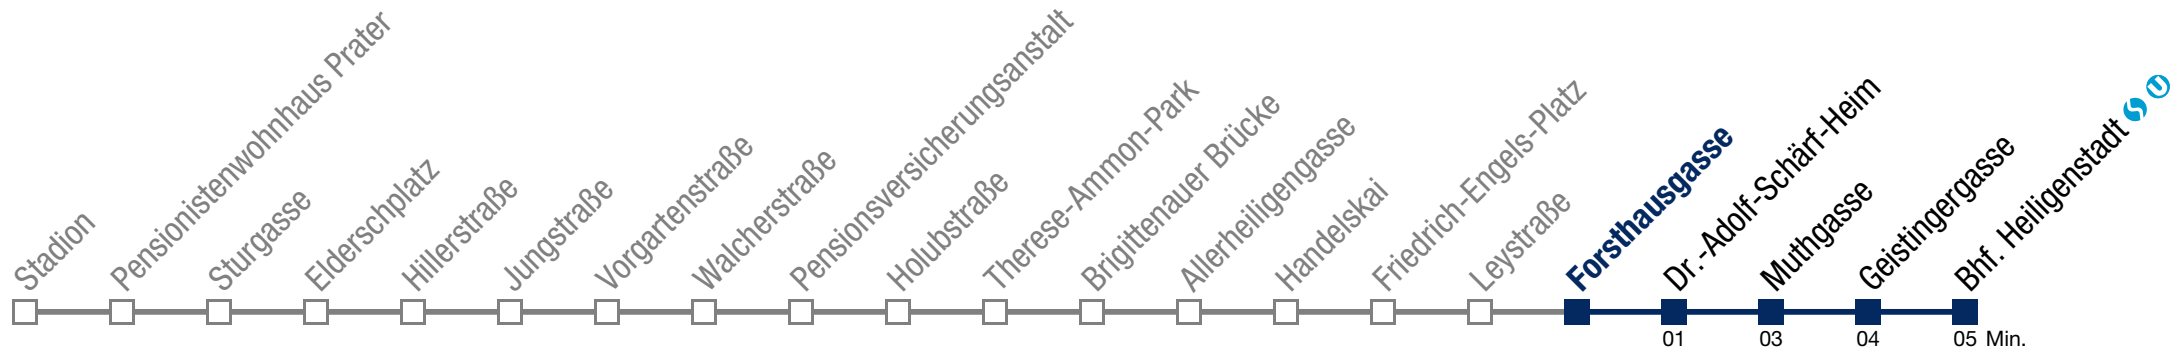 Stadion
Pensionistenwohnhaus Prater
Sturgasse
Elderschplatz
Hillerstraße
Jungstraße
Vorgartenstraße
Walcherstraße
Pensionsversicherungsanstalt
Holubstraße
Therese-Ammon-Park
Brigittenauer Brücke
Allerheiligengasse
Handelskai
Friedrich-Engels-Platz
Leystraße
Forsthausgasse
Dr.-Adolf-Schärf-Heim
Muthgasse
Geistingergasse
Bhf. Heiligenstadt S U
01 03 04 05 Min.